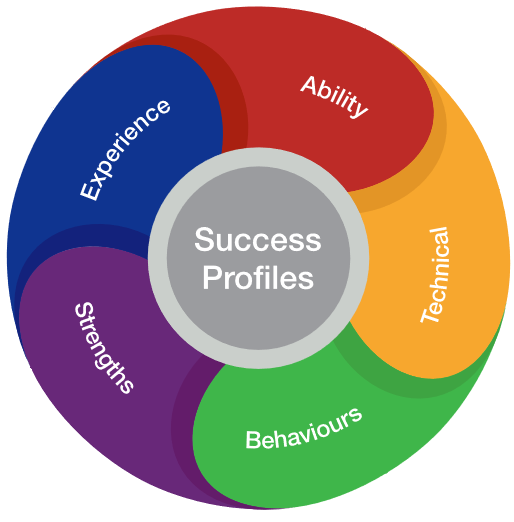 Success
Profiles
Ability
Technical
Behaviours
Strengths
Experience